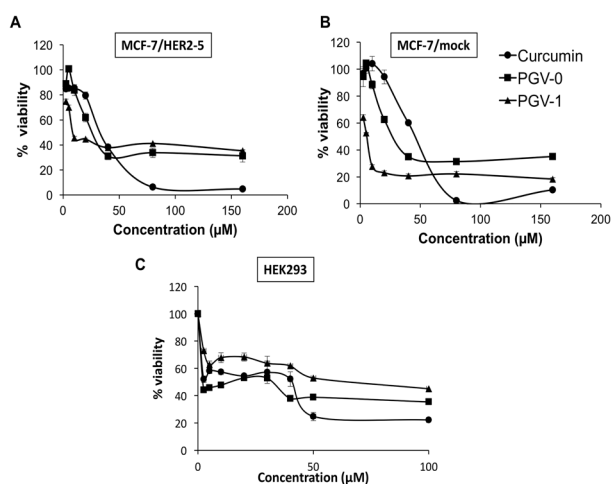 A
MCF-7/HER2-5
120
100
80
60
40
20
0
% viability
0
50
100
150
200
Concentration (µM)
B
MCF-7/mock
120
100
80
60
40
20
0
% viability
0
50
100
150
200
Concentration (µM)
Curcumin
PGV-0
PGV-1
C
HEK293
120
100
80
60
40
20
0
% viability
0
50
100
Concentration (µM)